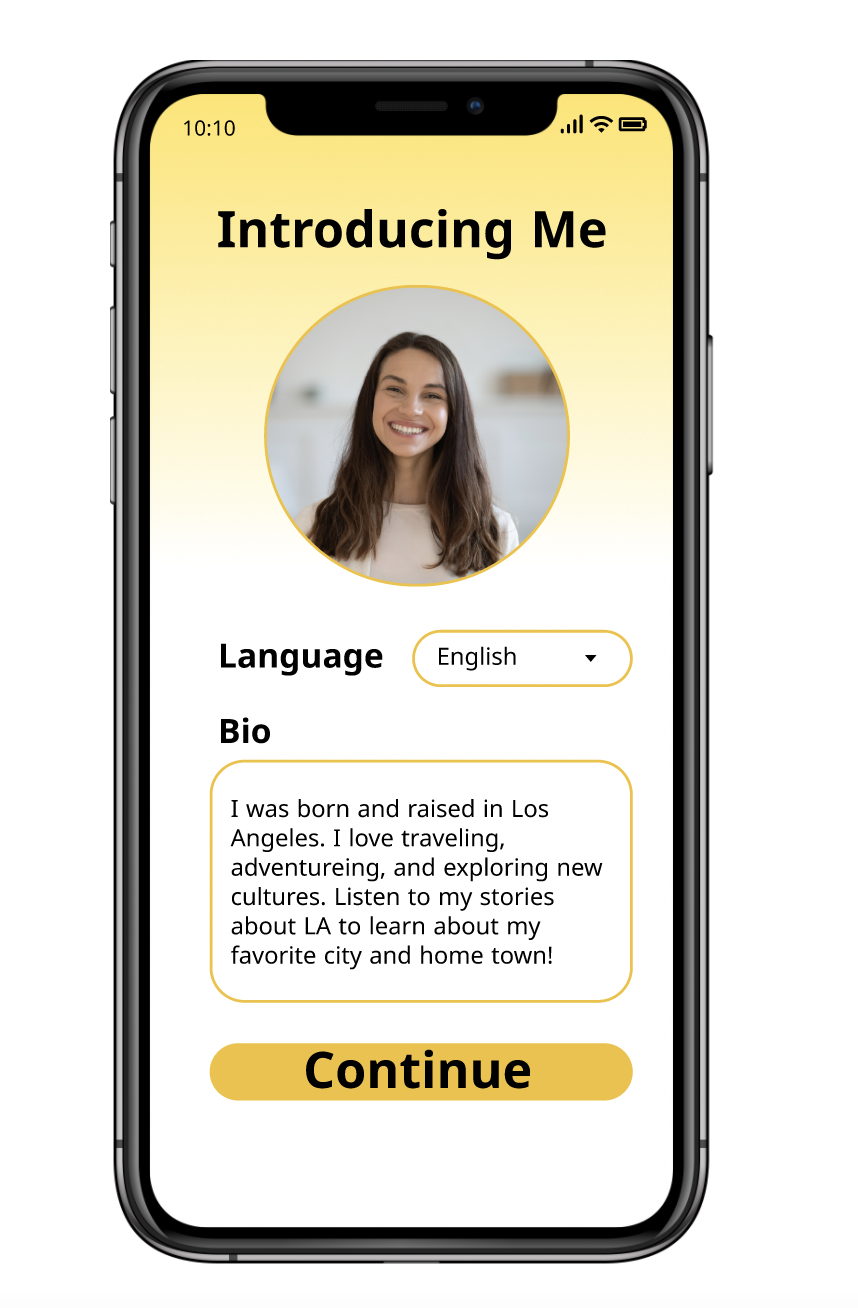 10:10
Introducing Me
Language
English
Bio
I was born and raised in Los
Angeles. I love traveling,
adventureing, and exploring new
cultures. Listen to my stories
about LA to learn about my
favorite city and home town!
Continue